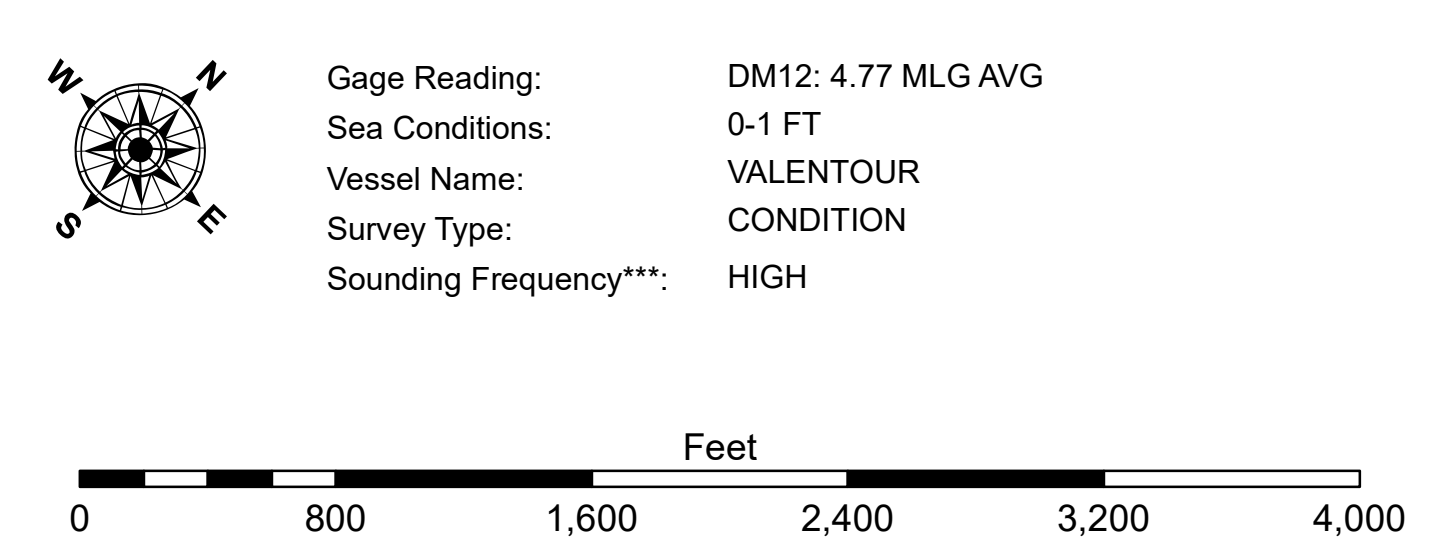 W N
S E
Gage Reading: DM12: 4.77 MLG AVG
Sea Conditions: 0-1 FT
Vessel Name: VALENTOUR
Survey Type: CONDITION
Sounding Frequency***: HIGH
Feet
0 800 1,600 2,400 3,200 4,000